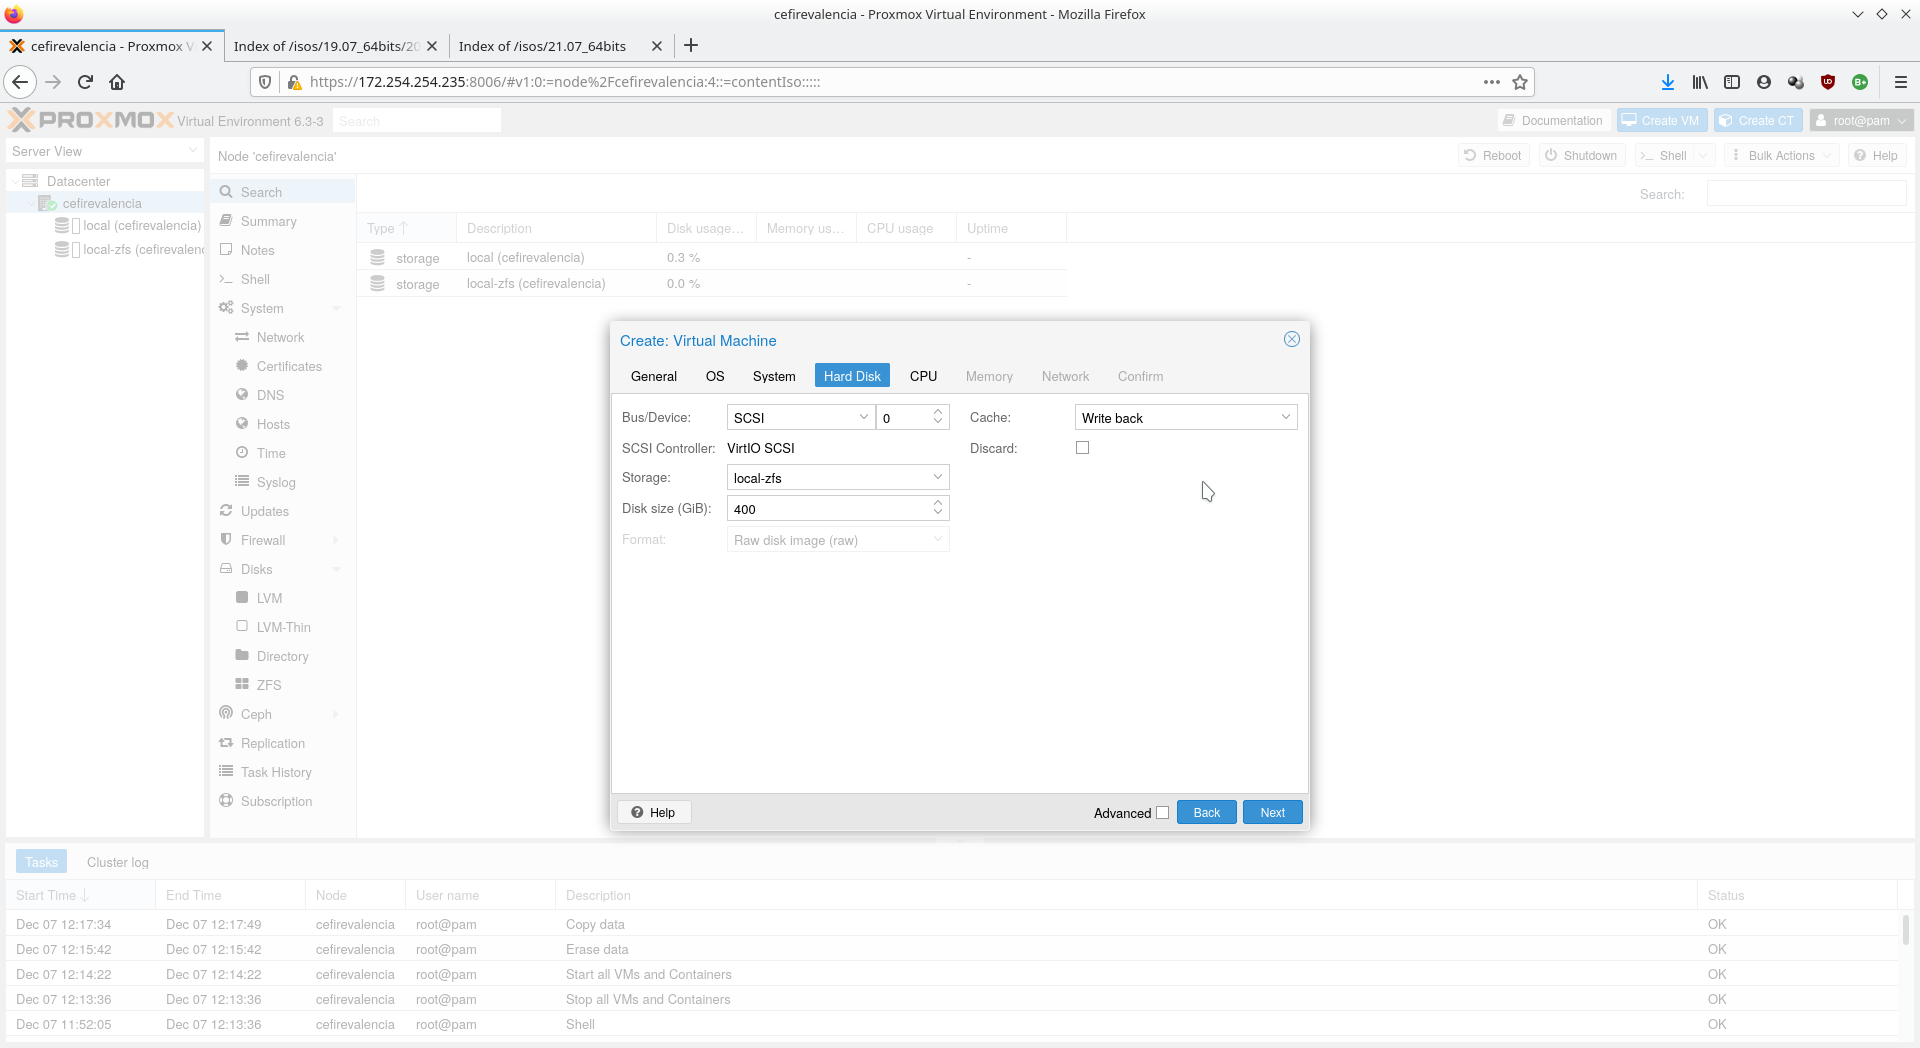 cefirevalencia - Proxmox Virtual Environment - Mozilla Firefox
cefirevalencia - Proxmox V
Index of /isos/19.07_64bits/20
Index of /isos/21.07_64bits
https://172.254.254.235:8006/#v1:0:=node%2Fcefirevalencia:4::=contentIso:::::
PROXMOX Virtual Environment 6.3-3 Search
Documentation Create VM Create CT root@pam
Server View
Datacenter
cefirevalencia
local (cefirevalencia)
local-zfs (cefirevalenc
Node 'cefirevalencia'
Reboot Shutdown Shell Bulk Actions Help
Search
Summary
Notes
Shell
System
Network
Certificates
DNS
Hosts
Time
Syslog
Updates
Firewall
Disks
LVM
LVM-Thin
Directory
ZFS
Ceph
Replication
Task History
Subscription
Search:
Type Description Disk usage... Memory us... CPU usage Uptime
storage local (cefirevalencia) 0.3 % -
storage local-zfs (cefirevalencia) 0.0 % -
Create: Virtual Machine
General OS System Hard Disk CPU Memory Network Confirm
Bus/Device: SCSI 0
SCSI Controller: VirtIO SCSI
Storage: local-zfs
Disk size (GiB): 400
Format: Raw disk image (raw)
Cache: Write back
Discard:
Help Advanced Back Next
Tasks Cluster log
Start Time End Time Node User name Description Status
Dec 07 12:17:34 Dec 07 12:17:49 cefirevalencia root@pam Copy data OK
Dec 07 12:15:42 Dec 07 12:15:42 cefirevalencia root@pam Erase data OK
Dec 07 12:14:22 Dec 07 12:14:22 cefirevalencia root@pam Start all VMs and Containers OK
Dec 07 12:13:36 Dec 07 12:13:36 cefirevalencia root@pam Stop all VMs and Containers OK
Dec 07 11:52:05 Dec 07 12:13:36 cefirevalencia root@pam Shell OK